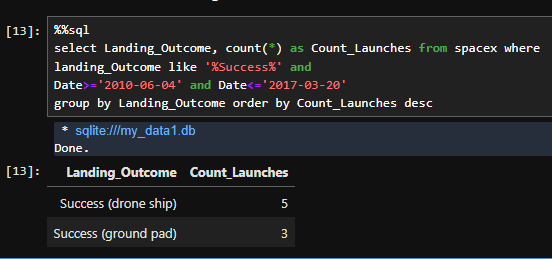 [13]: %%sql
select Landing_Outcome, count(*) as Count_Launches from spacex where
landing_Outcome like '%Success%' and
Date>='2010-06-04' and Date<='2017-03-20'
group by Landing_Outcome order by Count_Launches desc
* sqlite:///my_data1.db
Done.
[13]: Landing_Outcome Count_Launches
Success (drone ship) 5
Success (ground pad) 3